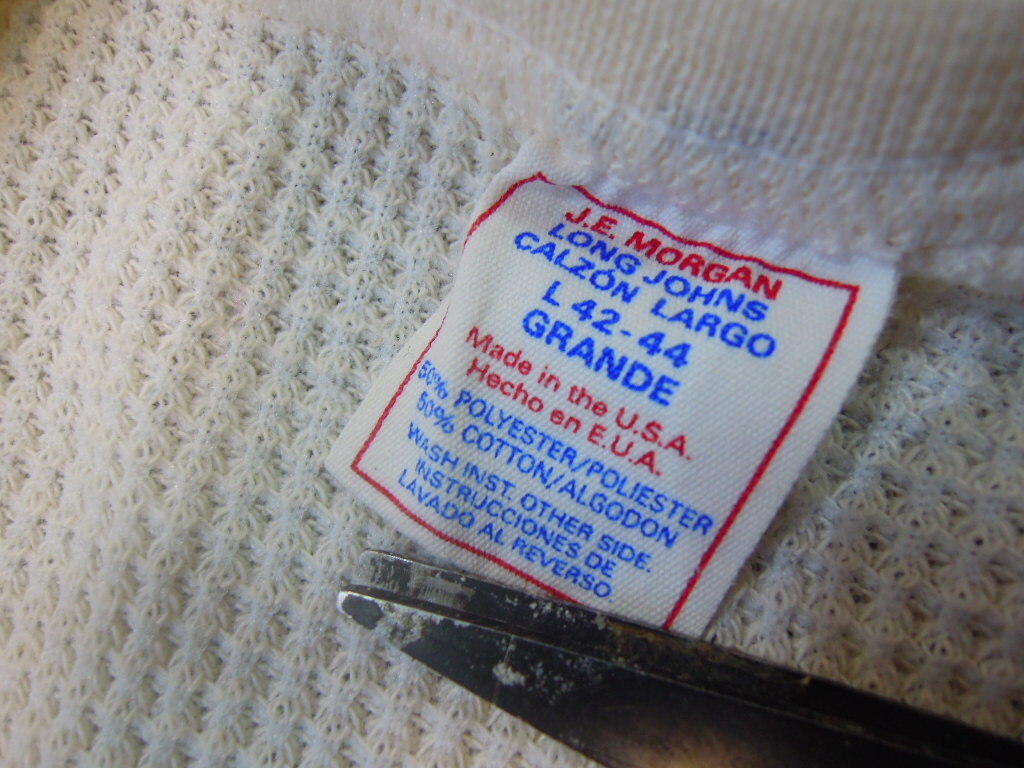 J.E. MORGAN
LONG JOHNS
CALZÓN LARGO
L 42-44
GRANDE
Made in the U.S.A.
Hecho en E.U.A.
50% POLYESTER/POLIESTER
50% COTTON/ALGODON
WASH INST. OTHER SIDE.
INSTRUCCIONES DE
LAVADO AL REVERSO